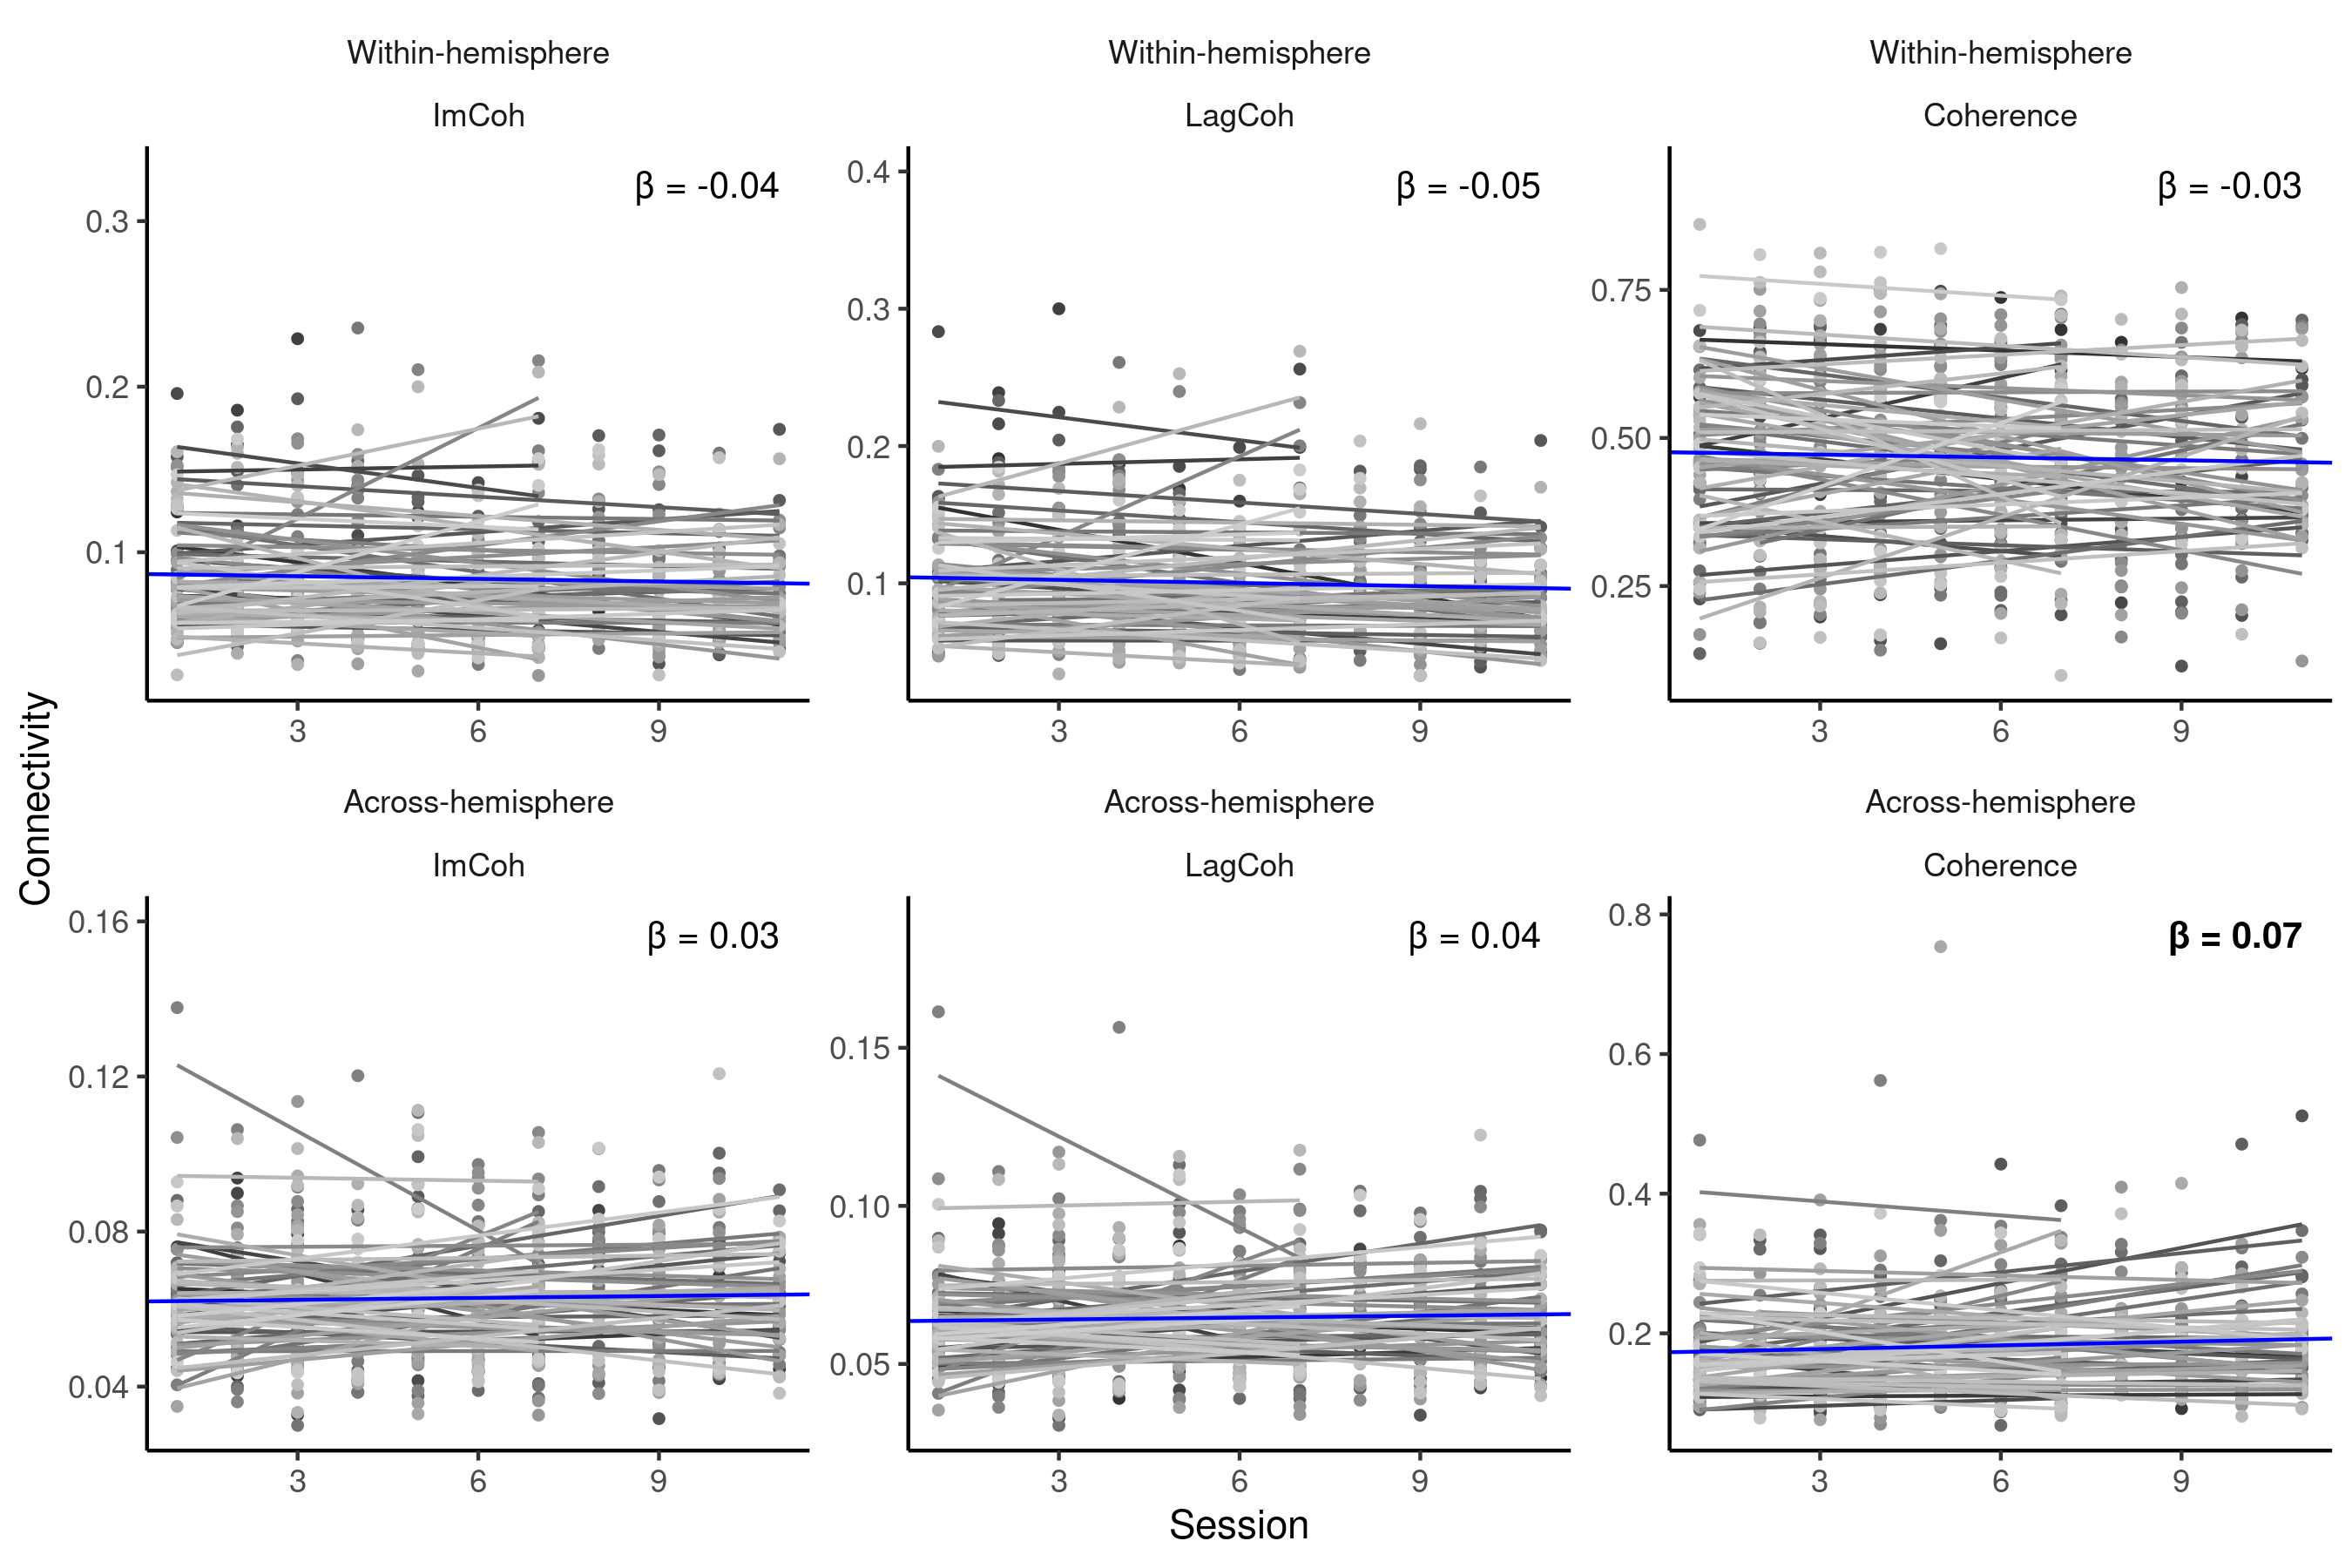 Within-hemisphere
ImCoh
β = -0.04
0.3
0.2
0.1
3 6 9
Within-hemisphere
LagCoh
β = -0.05
0.4
0.3
0.2
0.1
3 6 9
Within-hemisphere
Coherence
β = -0.03
0.75
0.50
0.25
3 6 9
Connectivity
Across-hemisphere
ImCoh
β = 0.03
0.16
0.12
0.08
0.04
3 6 9
Across-hemisphere
LagCoh
β = 0.04
0.15
0.10
0.05
3 6 9
Across-hemisphere
Coherence
β = 0.07
0.8
0.6
0.4
0.2
3 6 9
Session